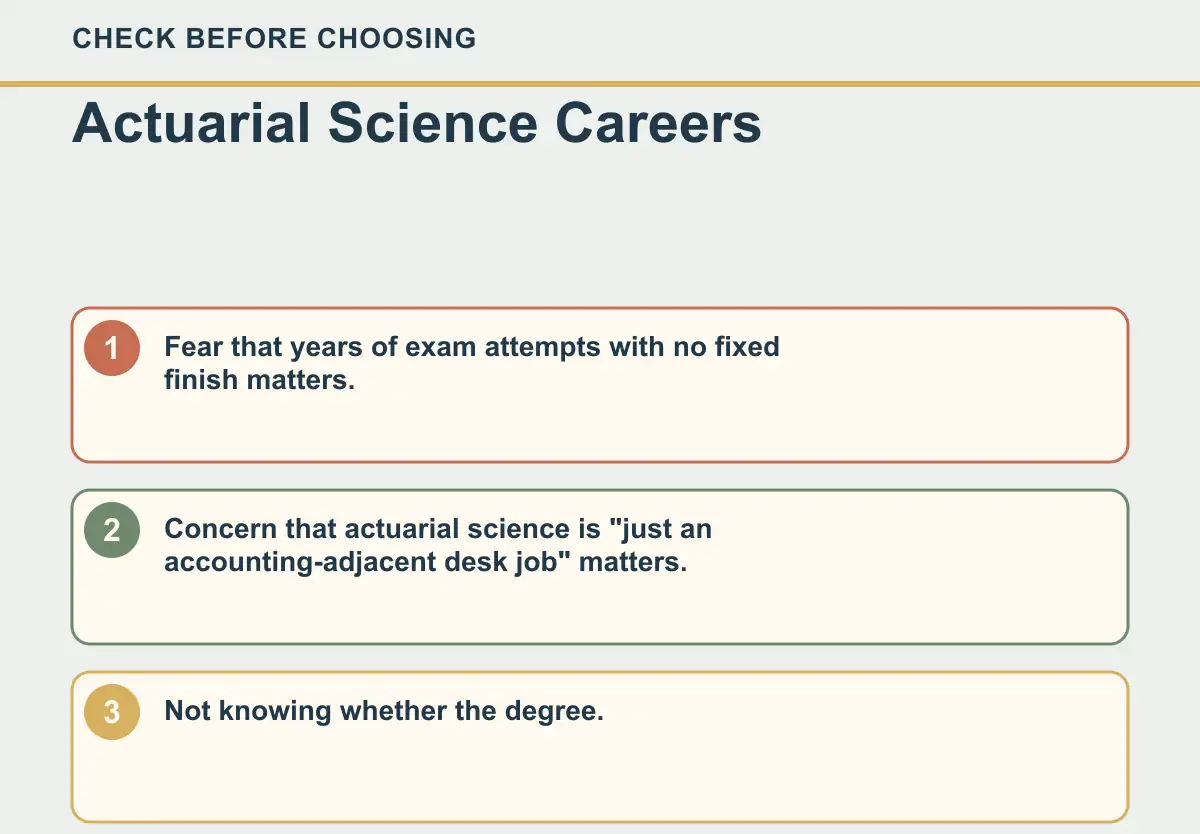 CHECK BEFORE CHOOSING
Actuarial Science Careers
1
Fear that years of exam attempts with no fixed
finish matters.
2
Concern that actuarial science is "just an
accounting-adjacent desk job" matters.
3
Not knowing whether the degree.